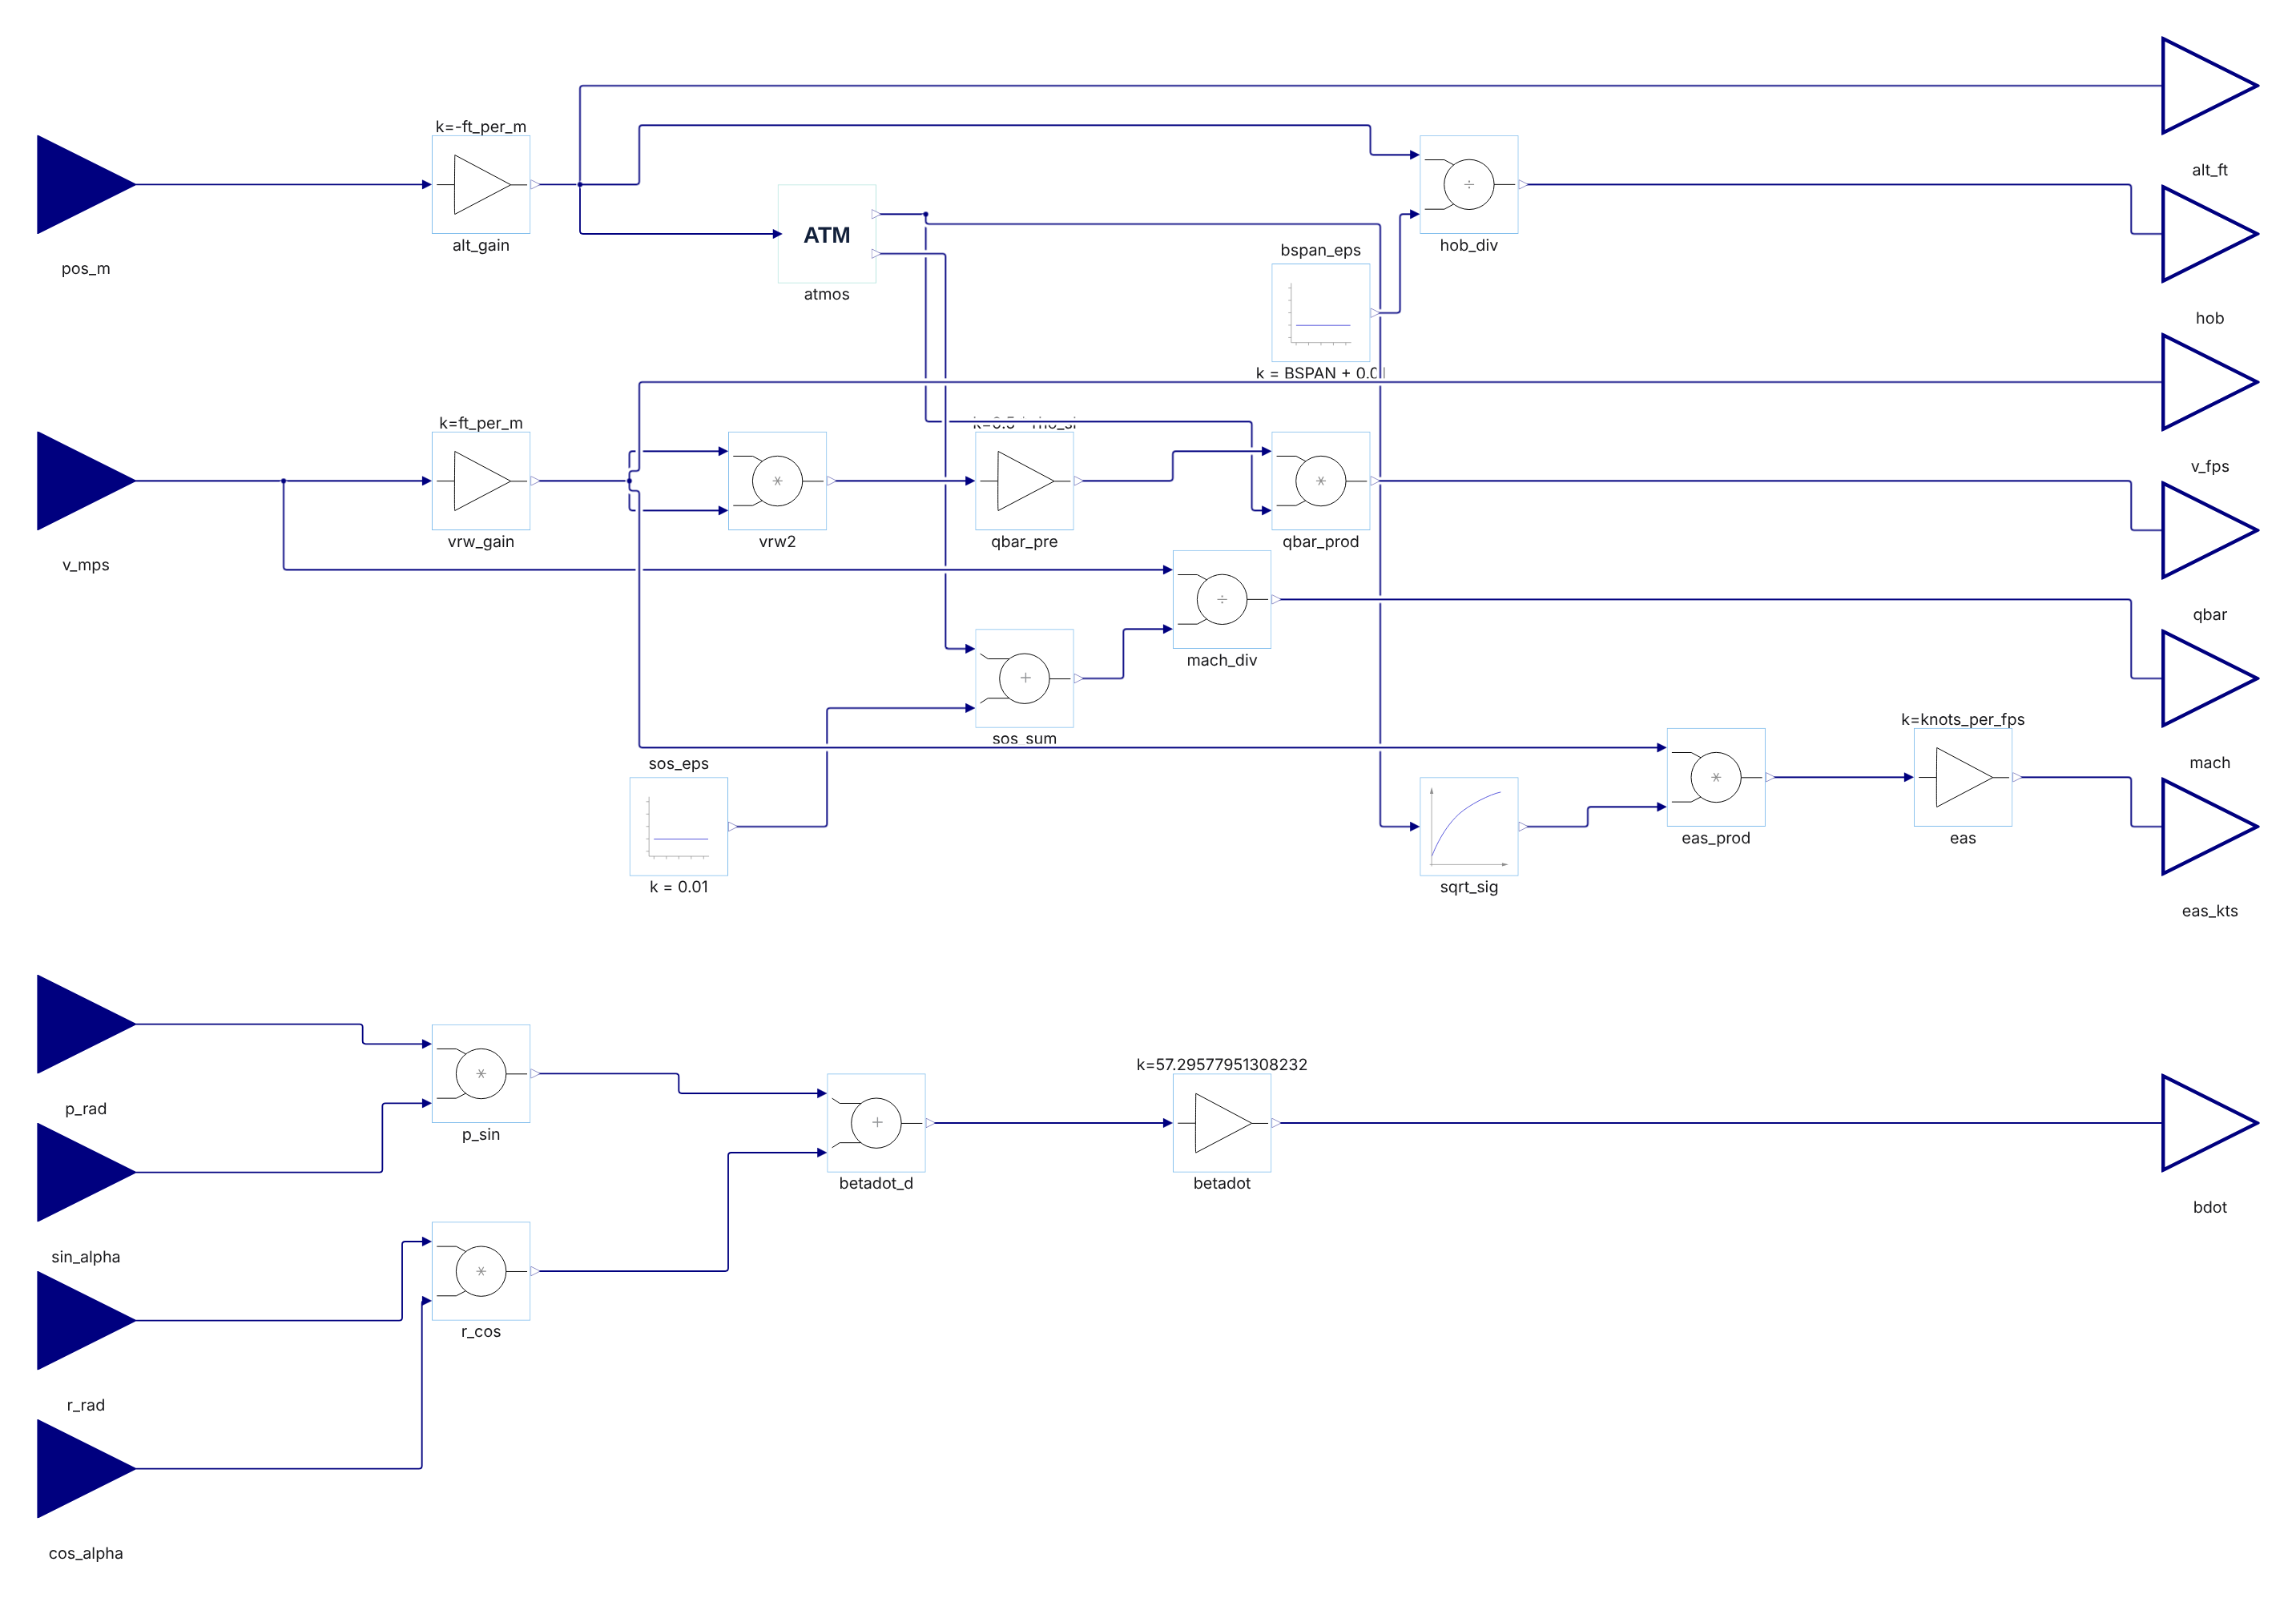 k=-ft_per_m
alt_gain
pos_m
ATM
atmos
bspan_eps
k = BSPAN + 0.0
hob_div
alt_ft
hob
k=ft_per_m
vrw_gain
v_mps
*
vrw2
qbar_pre
*
qbar_prod
v_fps
÷
÷
mach_div
qbar
+
sos_sum
sos_eps
k = 0.01
sqrt_sig
*
eas_prod
k=knots_per_fps
eas
mach
eas_kts
p_rad
*
p_sin
sin_alpha
*
r_cos
r_rad
cos_alpha
+
betadot_d
k=57.29577951308232
betadot
bdot